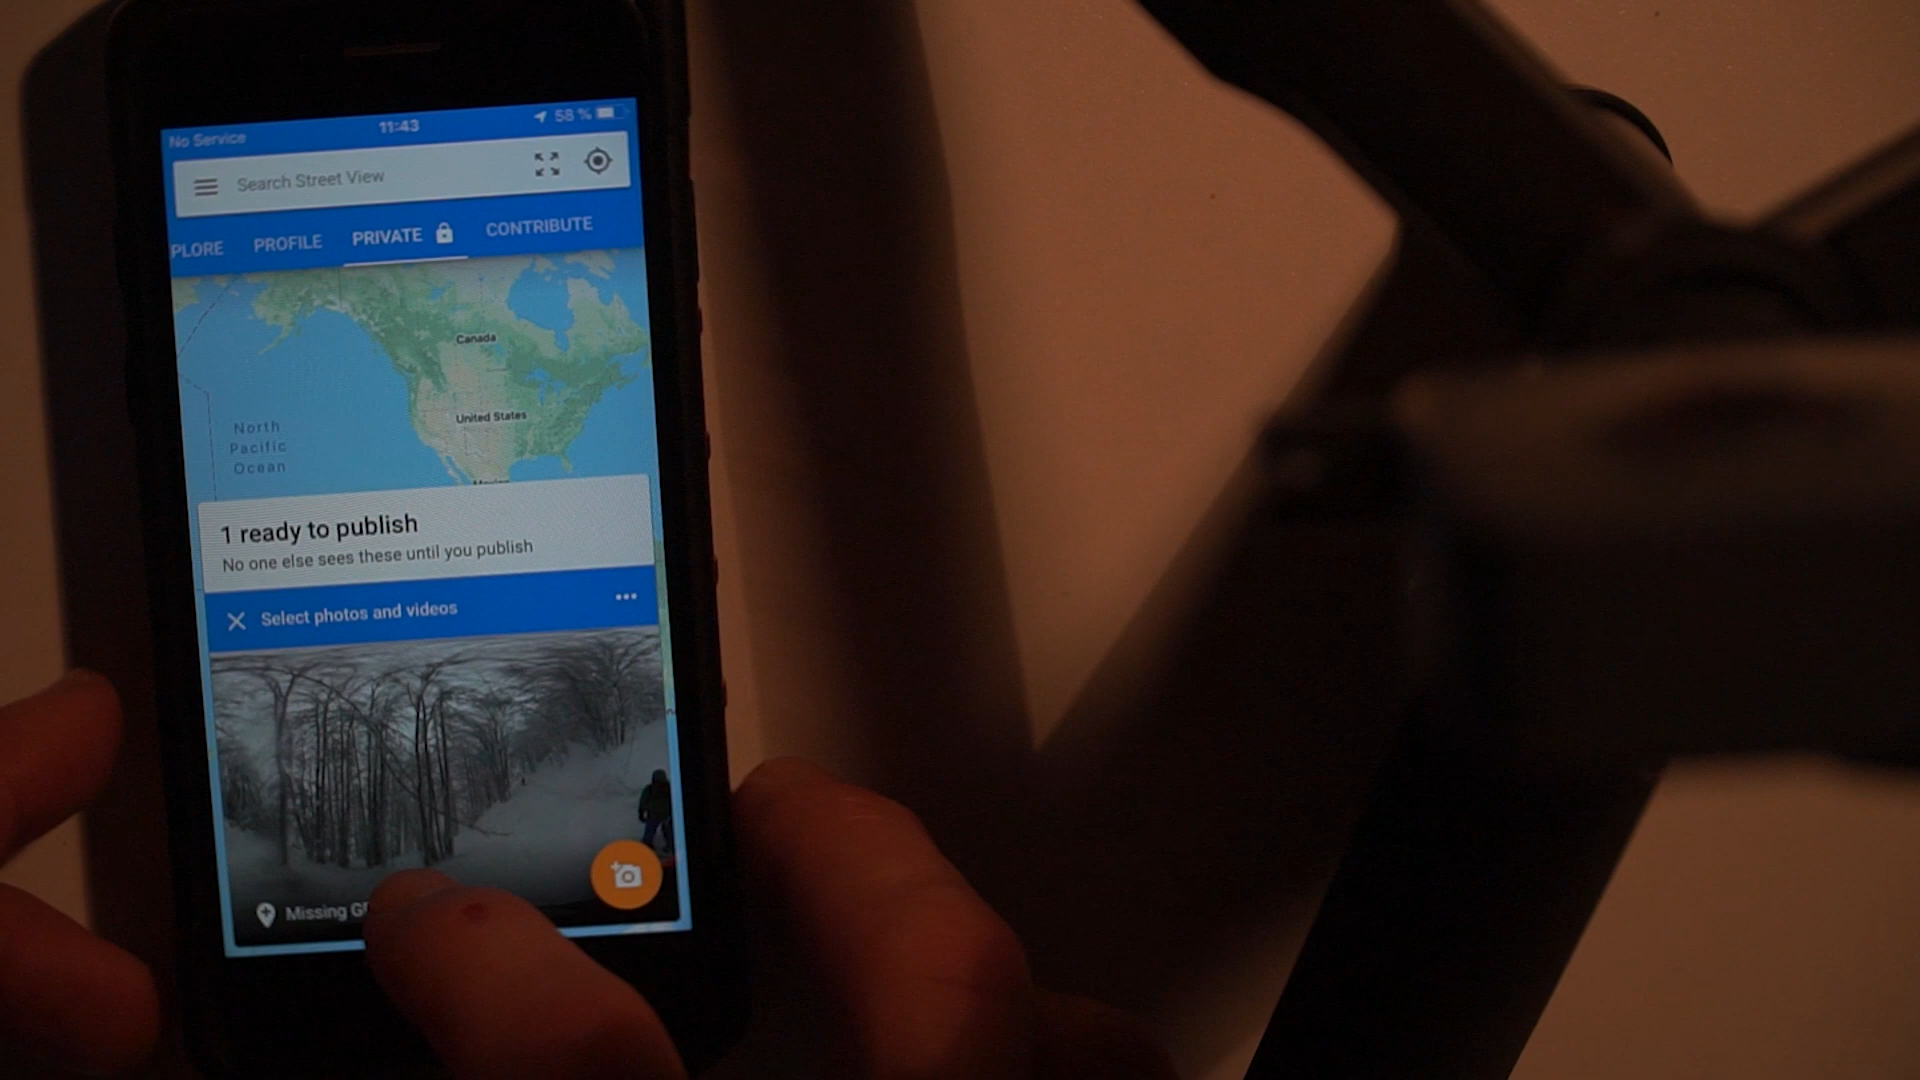 No Service 11:43 58 %
Search Street View
PLORE PROFILE PRIVATE CONTRIBUTE
Canada
United States
North
Pacific
Ocean
Mexico
1 ready to publish
No one else sees these until you publish
Select photos and videos
Missing